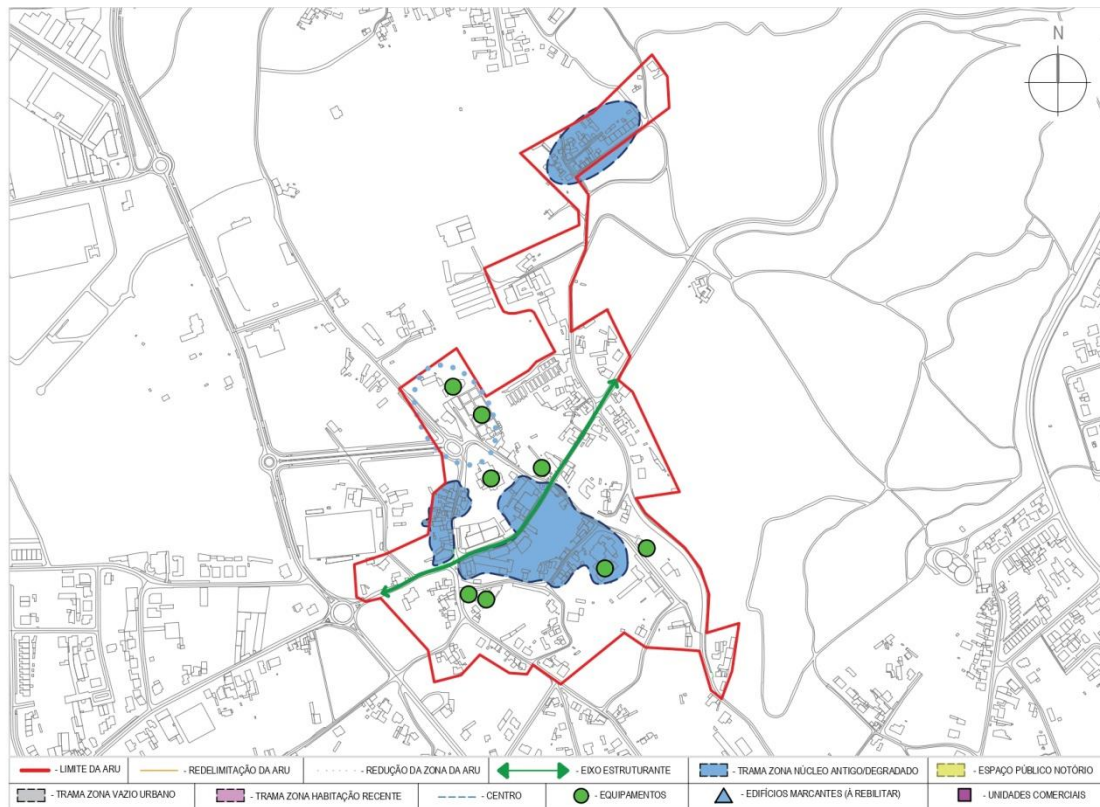 N
- LIMITE DA ARU
- REDELIMITAÇÃO DA ARU
- REDUÇÃO DA ZONA DA ARU
- EIXO ESTRUTURANTE
- TRAMA ZONA NÚCLEO ANTIGO/DEGRADADO
- ESPAÇO PÚBLICO NOTÓRIO
- TRAMA ZONA VAZIO URBANO
- TRAMA ZONA HABITAÇÃO RECENTE
- CENTRO
- EQUIPAMENTOS
- EDIFÍCIOS MARCANTES (Á REBILITAR)
- UNIDADES COMERCIAIS